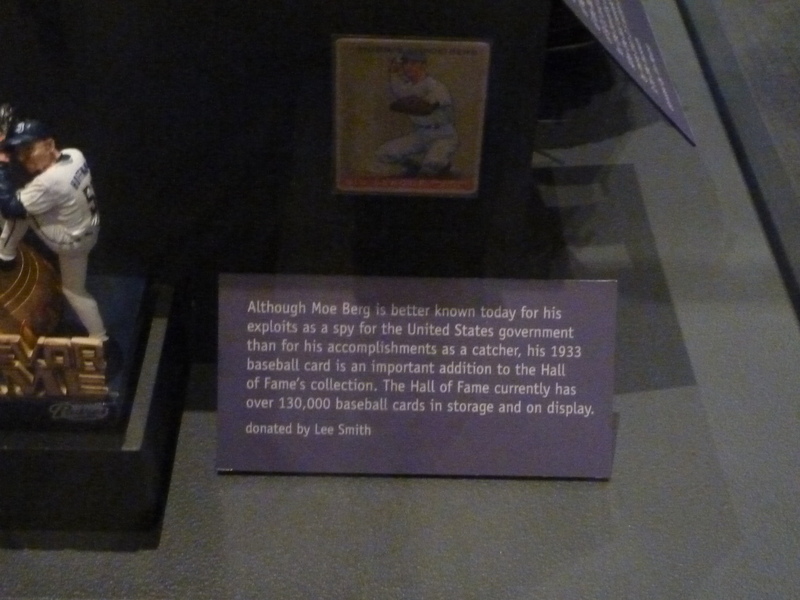 Although Moe Berg is better known today for his
exploits as a spy for the United States government
than for his accomplishments as a catcher, his 1933
baseball card is an important addition to the Hall
of Fame's collection. The Hall of Fame currently has
over 130,000 baseball cards in storage and on display.
donated by Lee Smith